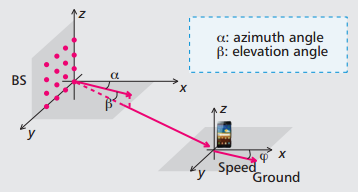 z
α: azimuth angle
β: elevation angle
BS
α
x
β
y
z
φ
x
y
Speed
Ground